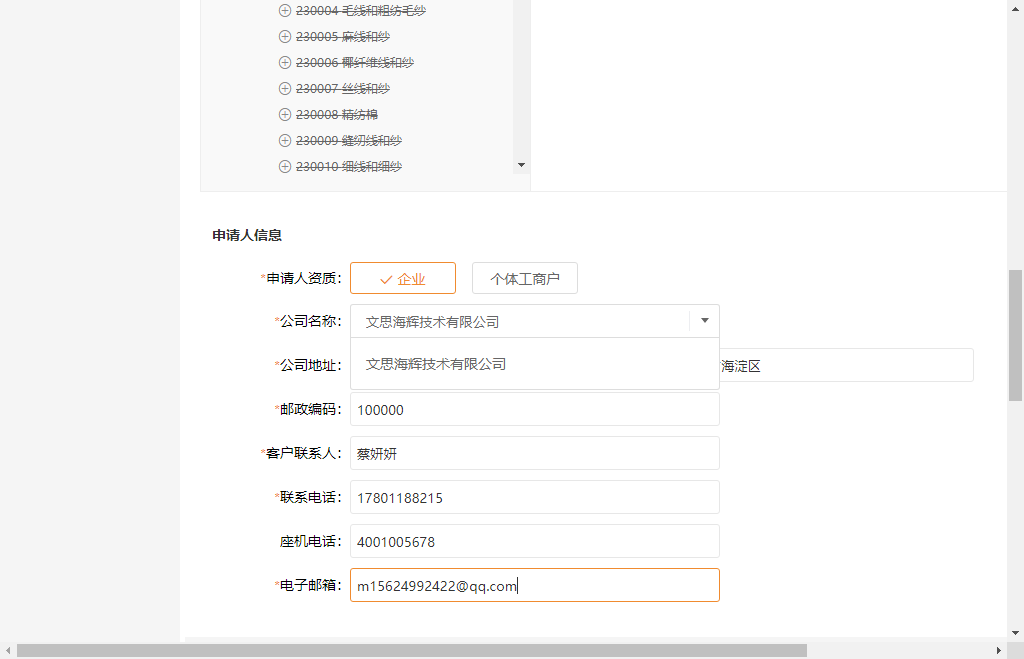 230004 毛线和粗纺毛纱
230005 麻线和纱
230006 椰纤维线和纱
230007 丝线和纱
230008 精纺棉
230009 缝纫线和纱
230010 细线和细纱
申请人信息
*申请人资质： 企业 个体工商户
*公司名称： 文思海辉技术有限公司
文思海辉技术有限公司
*公司地址： 海淀区
*邮政编码： 100000
*客户联系人： 蔡妍妍
*联系电话： 17801188215
座机电话： 4001005678
*电子邮箱： m15624992422@qq.com